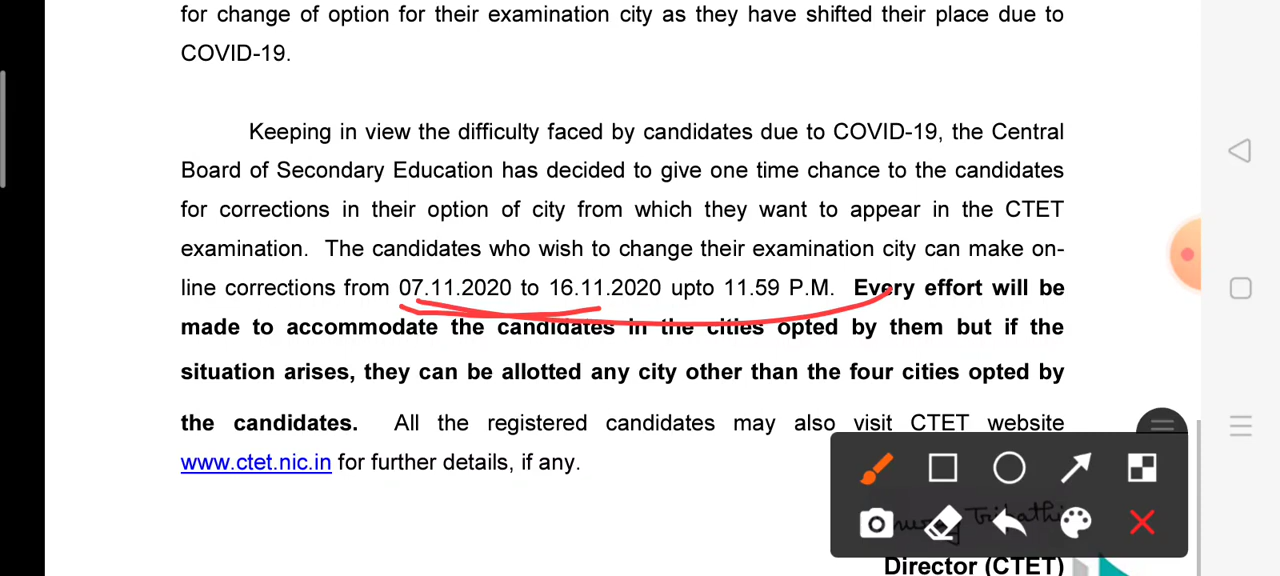 for change of option for their examination city as they have shifted their place due to
COVID-19.
Keeping in view the difficulty faced by candidates due to COVID-19, the Central
Board of Secondary Education has decided to give one time chance to the candidates
for corrections in their option of city from which they want to appear in the CTET
examination. The candidates who wish to change their examination city can make on-
line corrections from 07.11.2020 to 16.11.2020 upto 11.59 P.M. Every effort will be
made to accommodate the candidates in the cities opted by them but if the
situation arises, they can be allotted any city other than the four cities opted by
the candidates. All the registered candidates may also visit CTET website
www.ctet.nic.in for further details, if any.
Director (CTET)